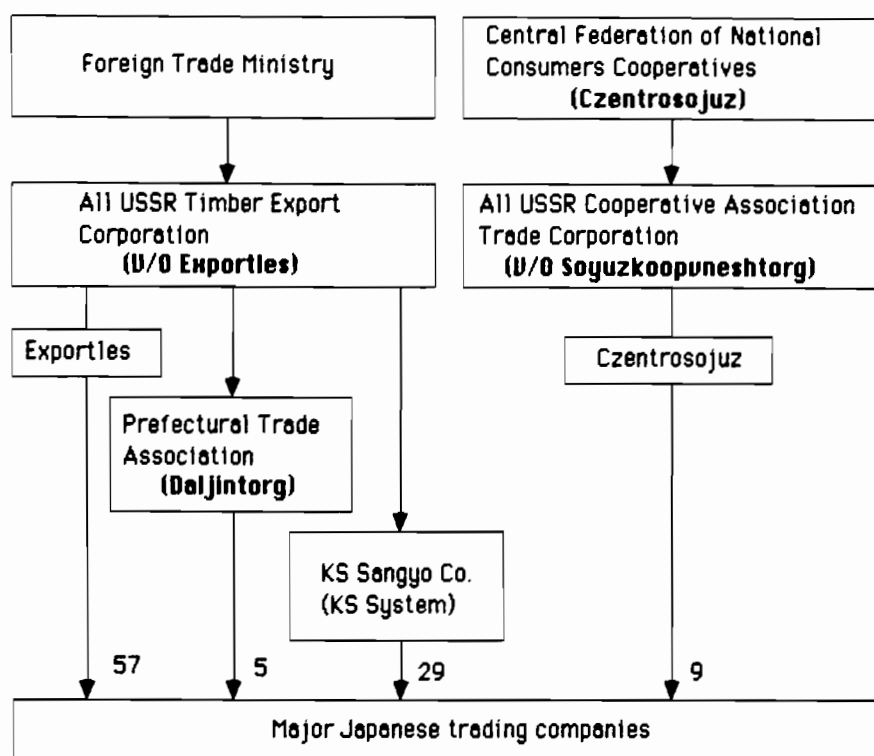 Foreign Trade Ministry
Central Federation of National
Consumers Cooperatives
(Czentrosojuz)
All USSR Timber Export
Corporation
(V/O Exportles)
All USSR Cooperative Association
Trade Corporation
(V/O Soyuzkoopvneshtorg)
Exportles
Czentrosojuz
Prefectural Trade
Association
(Daljintorg)
KS Sangyo Co.
(KS System)
57
5
29
9
Major Japanese trading companies